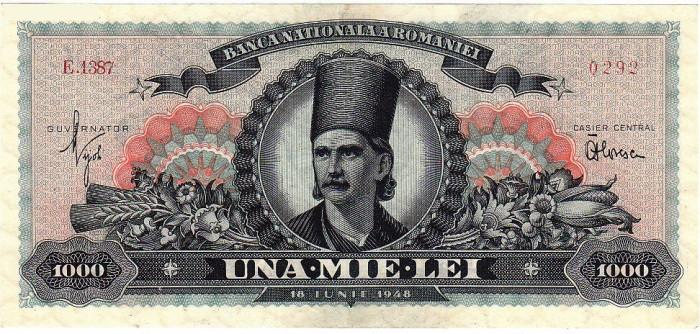 BANCA NATIONALA A ROMANIEI
E.1387
0292
GUVERNATOR
CASIER CENTRAL
1000
UNA·MIE·LEI
1000
18 IUNIE 1948